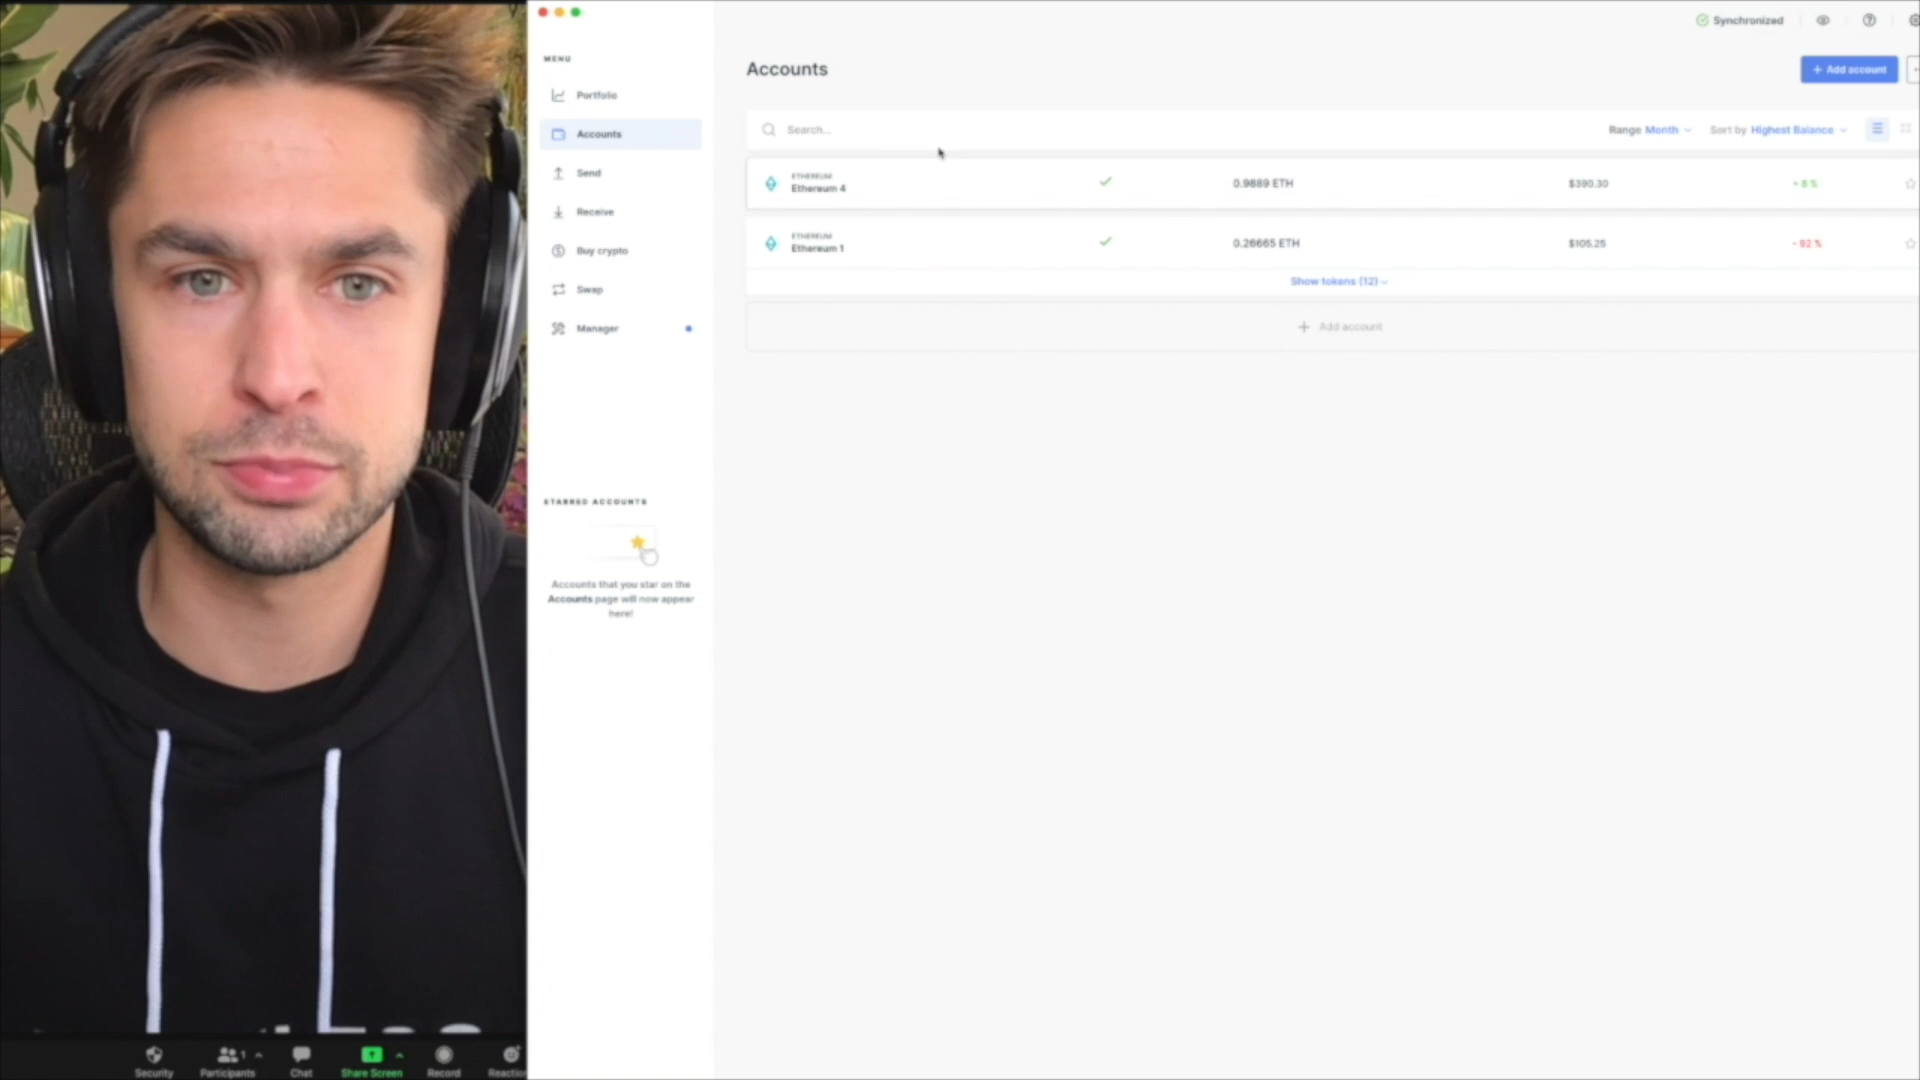 MENU
Portfolio
Accounts
Send
Receive
Buy crypto
Swap
Manager
STARRED ACCOUNTS
Accounts that you star on the
Accounts page will now appear
here!
Synchronized
Accounts
+ Add account
Search...
Range Month
Sort by Highest Balance
ETHEREUM
Ethereum 4
0.9889 ETH
$390.30
ETHEREUM
Ethereum 1
0.26665 ETH
$105.25
- 92 %
Show tokens (12)
+ Add account
Security
Participants
1
Chat
Share Screen
Record